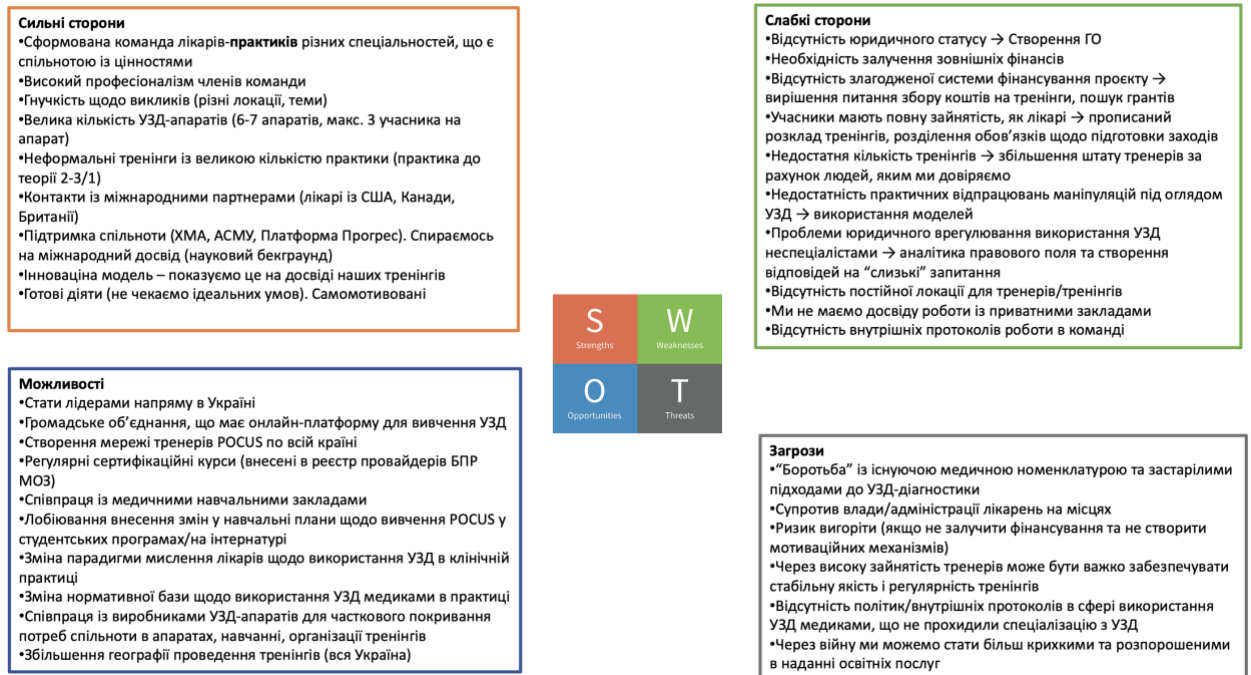 Сильні сторони
•Сформована команда лікарів-практиків різних спеціальностей, що є
спільнотою із цінностями
•Високий професіоналізм членів команди
•Гнучкість щодо викликів (різні локації, теми)
•Велика кількість УЗД-апаратів (6-7 апаратів, макс. 3 учасника на
апарат)
•Неформальні тренінги із великою кількістю практики (практика до
теорії 2-3/1)
•Контакти із міжнародними партнерами (лікарі із США, Канади,
Британії)
•Підтримка спільноти (ХМА, АСМУ, Платформа Прогрес). Спираємось
на міжнародний досвід (науковий бекграунд)
•Інноваціна модель – показуємо це на досвіді наших тренінгів
•Готові діяти (не чекаємо ідеальних умов). Самомотивовані
Слабкі сторони
•Відсутність юридичного статусу → Створення ГО
•Необхідність залучення зовнішніх фінансів
•Відсутність злагодженої системи фінансування проєкту →
вирішення питання збору коштів на тренінги, пошук грантів
•Учасники мають повну зайнятість, як лікарі → прописаний
розклад тренінгів, розділення обов’язків щодо підготовки заходів
•Недостатня кількість тренінгів → збільшення штату тренерів за
рахунок людей, яким ми довіряємо
•Недостатність практичних відпрацювань маніпуляцій під оглядом
УЗД → використання моделей
•Проблеми юридичного врегулювання використання УЗД
неспеціалістами → аналітика правового поля та створення
відповідей на “слизькі” запитання
•Відсутність постійної локації для тренерів/тренінгів
•Ми не маємо досвіду роботи із приватними закладами
•Відсутність внутрішніх протоколів роботи в команді
S
Strengths
W
Weaknesses
O
Opportunities
T
Threats
Можливості
•Стати лідерами напряму в Україні
•Громадське об’єднання, що має онлайн-платформу для вивчення УЗД
•Створення мережі тренерів POCUS по всій країні
•Регулярні сертифікаційні курси (внесені в реєстр провайдерів БПР
МОЗ)
•Співпраця із медичними навчальними закладами
•Лобіювання внесення змін у навчальні плани щодо вивчення POCUS у
студентських програмах/на інтернатурі
•Зміна парадигми мислення лікарів щодо використання УЗД в клінічній
практиці
•Зміна нормативної бази щодо використання УЗД медиками в практиці
•Співпраця із виробниками УЗД-апаратів для часткового покривання
потреб спільноти в апаратах, навчанні, організації тренінгів
•Збільшення географії проведення тренінгів (вся Україна)
Загрози
•“Боротьба” із існуючою медичною номенклатурою та застарілими
підходами до УЗД-діагностики
•Супротив влади/адміністрації лікарень на місцях
•Ризик вигоріти (якщо не залучити фінансування та не створити
мотиваційних механізмів)
•Через високу зайнятість тренерів може бути важко забезпечувати
стабільну якість і регулярність тренінгів
•Відсутність політик/внутрішніх протоколів в сфері використання
УЗД медиками, що не проходили спеціалізацію з УЗД
•Через війну ми можемо стати більш крихкими та розпорошеними
в наданні освітніх послуг